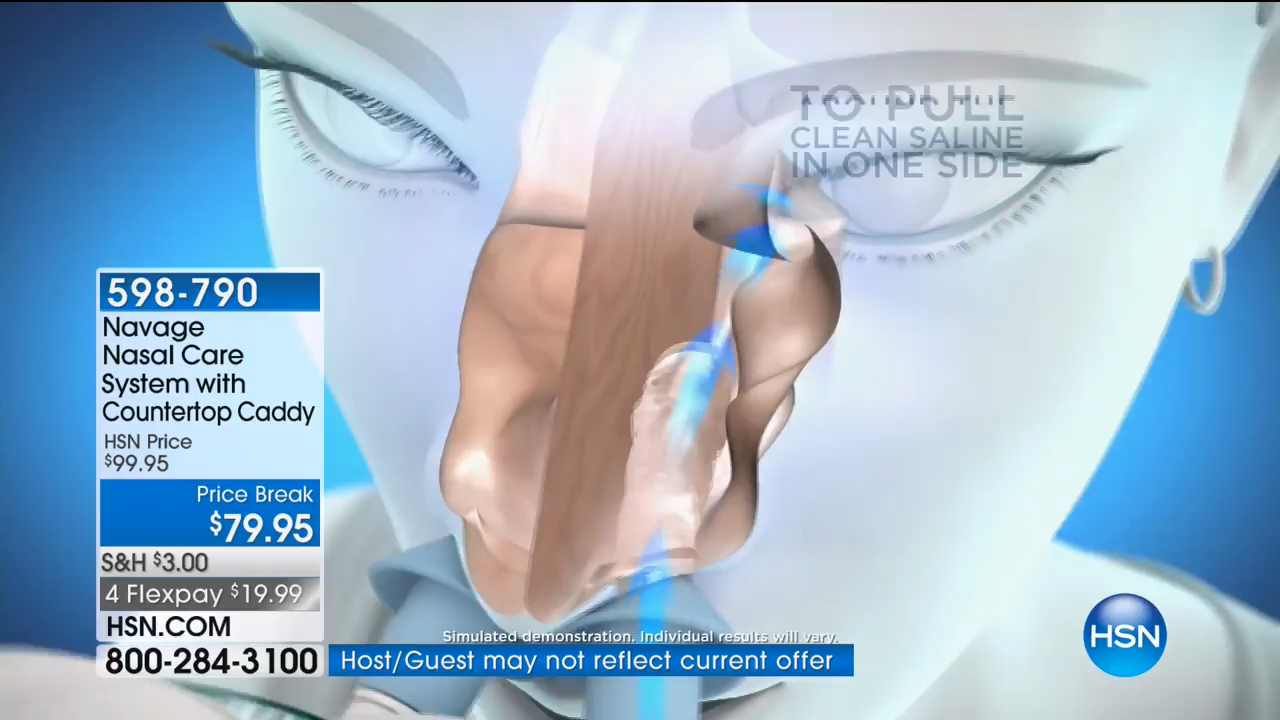 TO PULL
CLEAN SALINE
IN ONE SIDE
598-790
Navage
Nasal Care
System with
Countertop Caddy
HSN Price
$99.95
Price Break
$79.95
S&H $3.00
4 Flexpay $19.99
HSN.COM
800-284-3100
Simulated demonstration. Individual results will vary.
Host/Guest may not reflect current offer
HSN